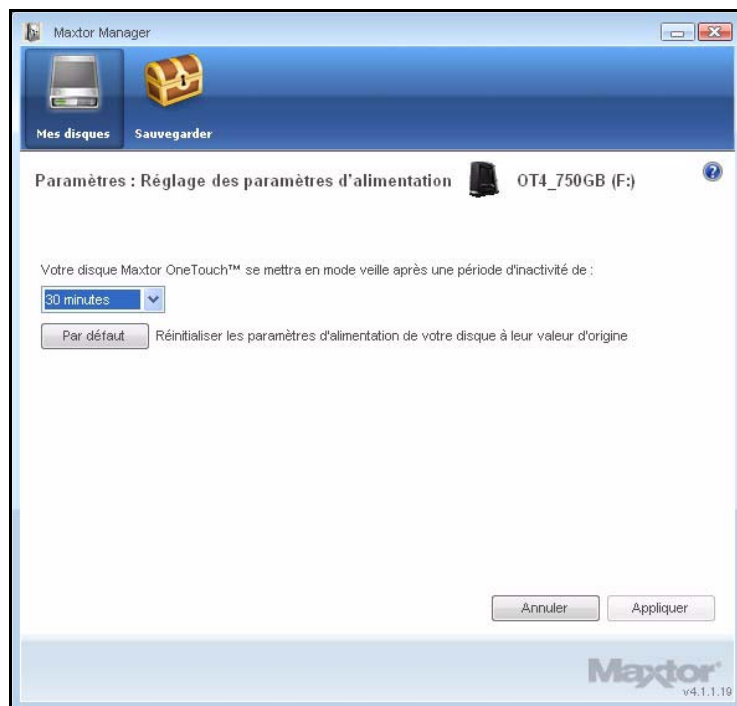 Maxtor Manager
Mes disques
Sauvegarder
Paramètres : Réglage des paramètres d'alimentation
OT4_750GB (F:)
Votre disque Maxtor OneTouch™ se mettra en mode veille après une période d'inactivité de :
30 minutes
Par défaut
Réinitialiser les paramètres d'alimentation de votre disque à leur valeur d'origine
Annuler
Appliquer
Maxtor
v4.1.1.19